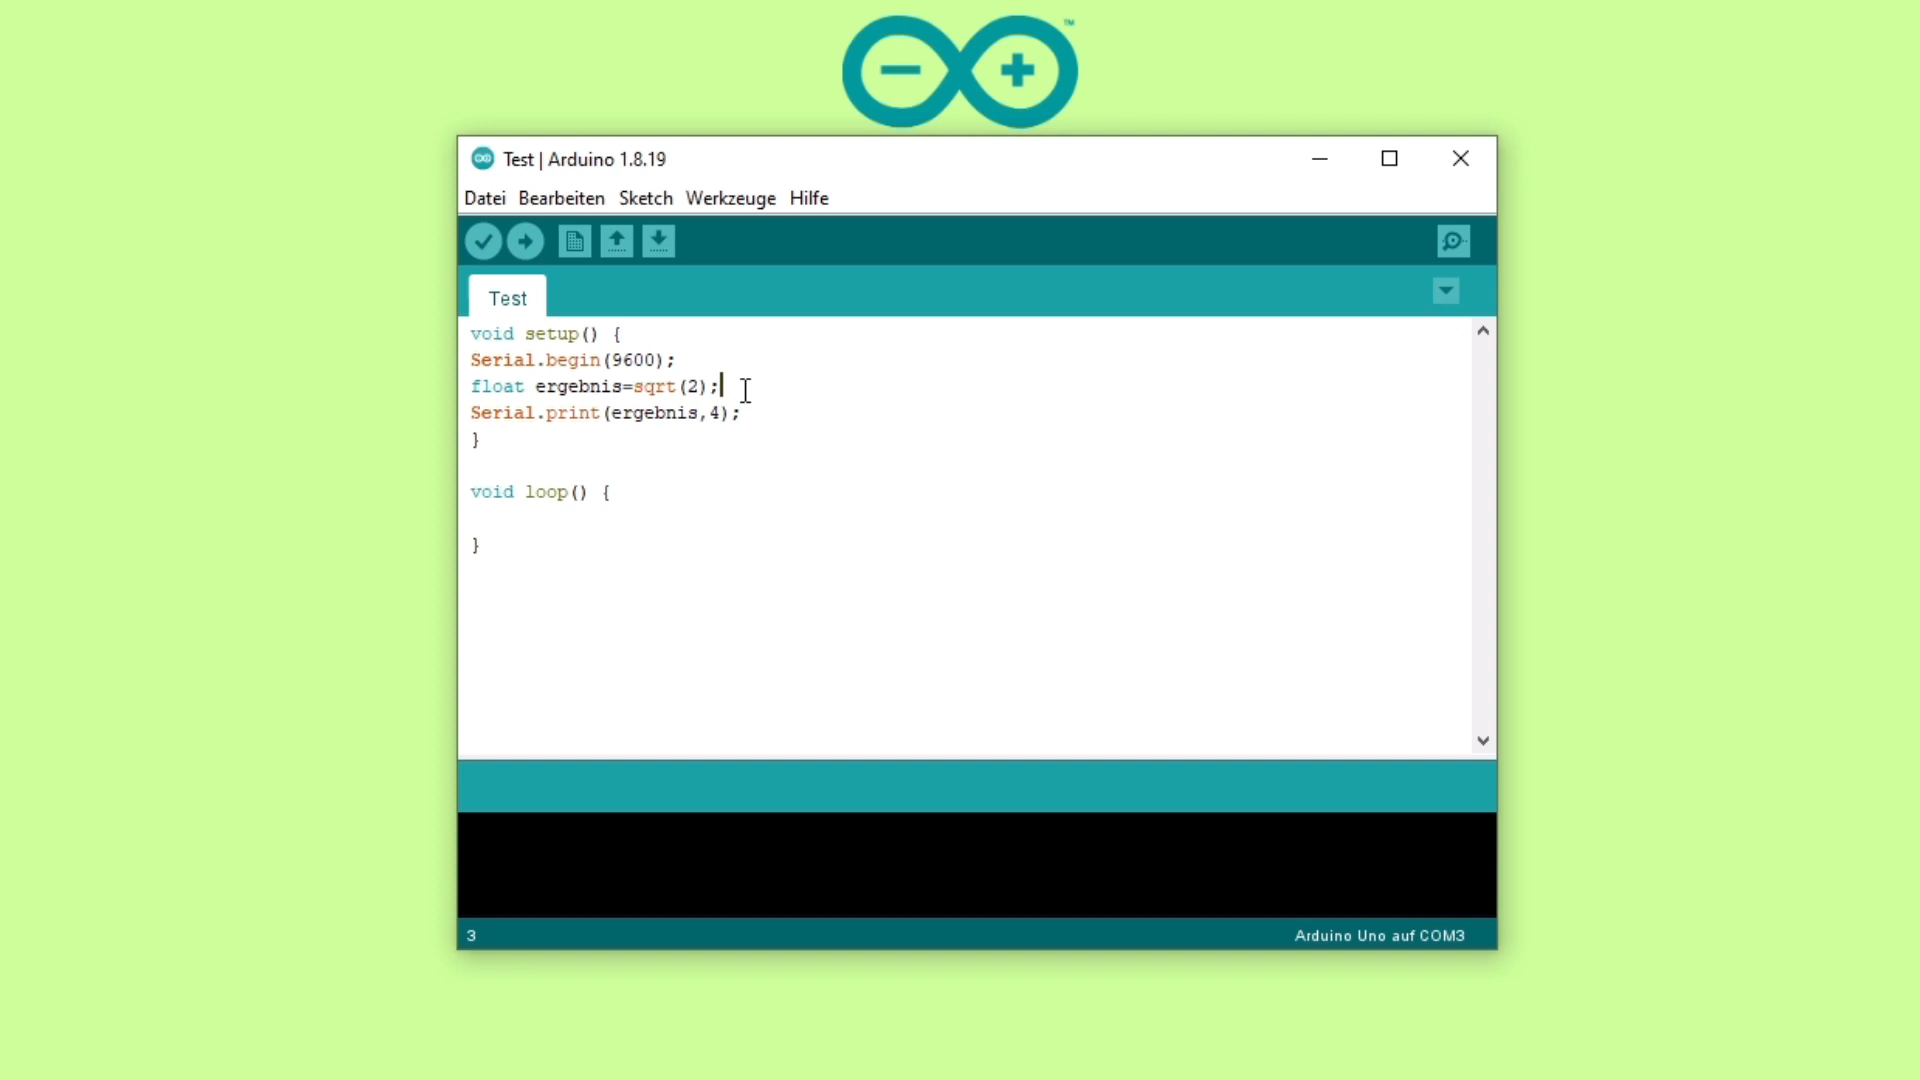 ™
Test | Arduino 1.8.19
Datei Bearbeiten Sketch Werkzeuge Hilfe
Test
void setup() {
Serial.begin(9600);
float ergebnis=sqrt(2);
Serial.print(ergebnis,4);
}
void loop() {
}
3
Arduino Uno auf COM3